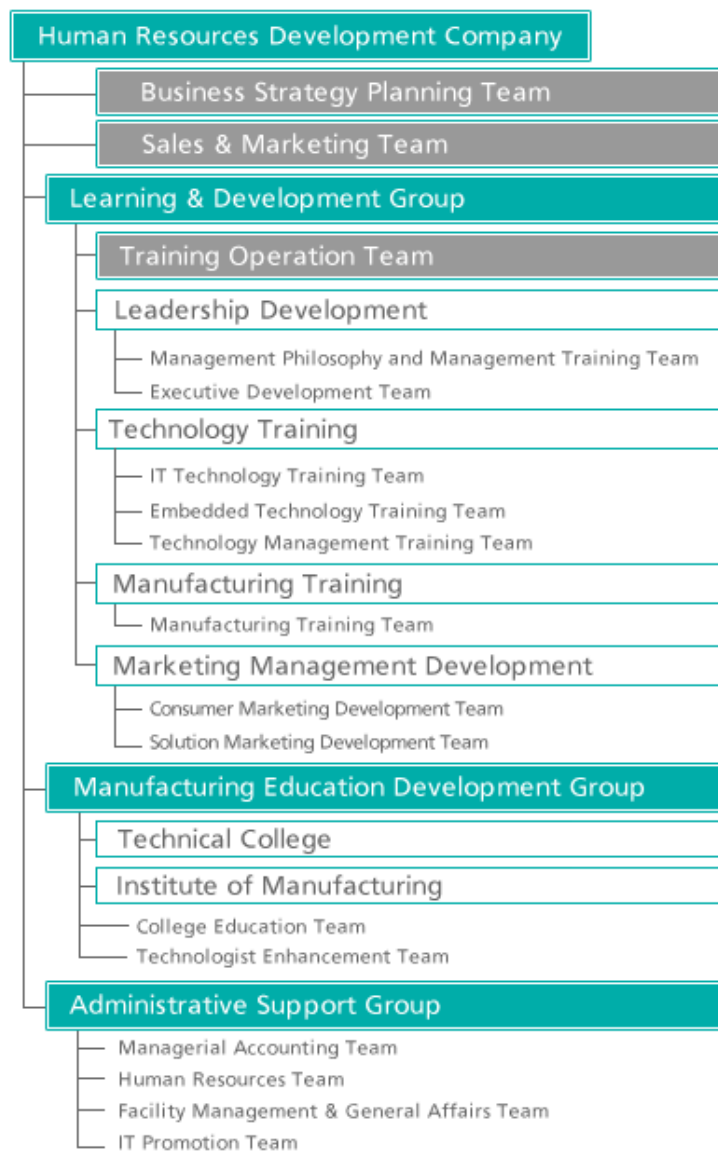 Human Resources Development Company
Business Strategy Planning Team
Sales & Marketing Team
Learning & Development Group
Training Operation Team
Leadership Development
Management Philosophy and Management Training Team
Executive Development Team
Technology Training
IT Technology Training Team
Embedded Technology Training Team
Technology Management Training Team
Manufacturing Training
Manufacturing Training Team
Marketing Management Development
Consumer Marketing Development Team
Solution Marketing Development Team
Manufacturing Education Development Group
Technical College
Institute of Manufacturing
College Education Team
Technologist Enhancement Team
Administrative Support Group
Managerial Accounting Team
Human Resources Team
Facility Management & General Affairs Team
IT Promotion Team